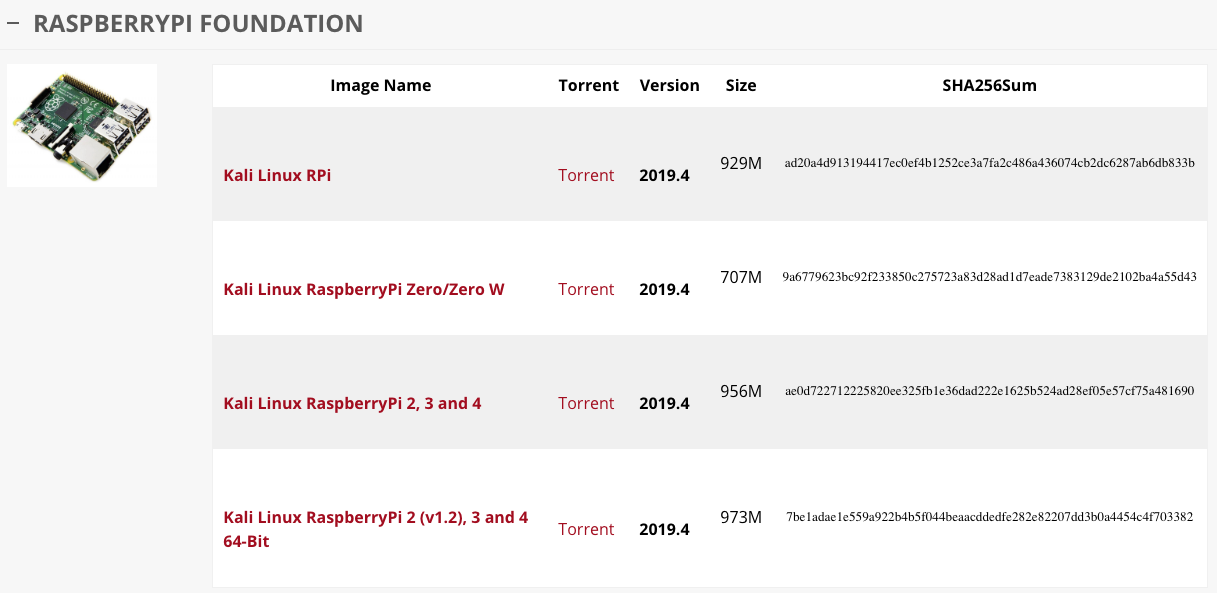 − RASPBERRYPI FOUNDATION
Image Name Torrent Version Size SHA256Sum
Kali Linux RPi Torrent 2019.4 929M ad20a4d913194417ec0ef4b1252ce3a7fa2c486a436074cb2dc6287ab6db833b
Kali Linux RaspberryPi Zero/Zero W Torrent 2019.4 707M 9a6779623bc92f233850c275723a83d28ad1d7eade7383129de2102ba4a55d43
Kali Linux RaspberryPi 2, 3 and 4 Torrent 2019.4 956M ae0d722712225820ee325fb1e36dad222e1625b524ad28ef05e57cf75a481690
Kali Linux RaspberryPi 2 (v1.2), 3 and 4 Torrent 2019.4 973M 7be1adae1e559a922b4b5f044beaacddedfe282e82207dd3b0a4454c4f703382
64-Bit